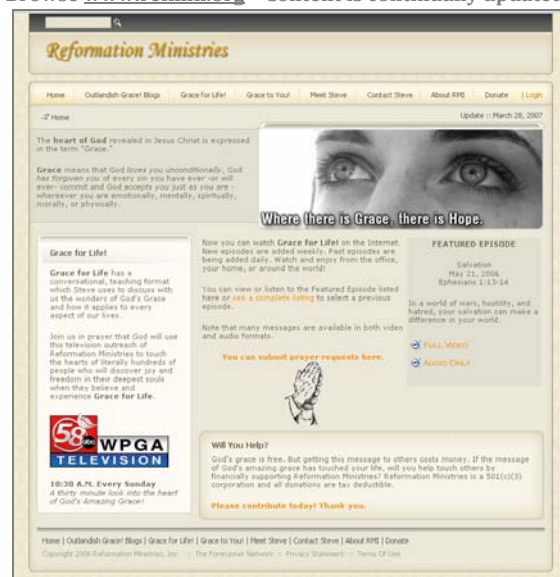 Reformation Ministries
Home Outlandish Grace! Blogs Grace for Life! Grace to You! Meet Steve Contact Steve About RMI Donate | Login
Home
Update :: March 28, 2007
The heart of God revealed in Jesus Christ is expressed
in the term "Grace."
Grace means that God loves you unconditionally, God
has forgiven you of every sin you have ever -or will
ever- commit and God accepts you just as you are -
whereever you are emotionally, mentally, spiritually,
morally, or physically.
Where there is Grace, there is Hope.
Grace for Life!
Grace for Life has a
conversational, teaching format
which Steve uses to discuss with
us the wonders of God's Grace
and how it applies to every
aspect of our lives.
Join us in prayer that God will use
this television outreach of
Reformation Ministries to touch
the hearts of literally hundreds of
people who will discover joy and
freedom in their deepest souls
when they believe and
experience Grace for Life.
58 abc WPGA
TELEVISION
10:30 A.M. Every Sunday
A thirty minute look into the heart
of God's Amazing Grace!
Now you can watch Grace for Life! on the Internet.
New episodes are added weekly. Past episodes are
being added daily. Watch and enjoy from the office,
your home, or around the world!
You can view or listen to the Featured Episode listed
here or see a complete listing to select a previous
episode.
Note that many messages are available in both video
and audio formats.
You can submit prayer requests here.
FEATURED EPISODE
Salvation
May 21, 2006
Ephesians 1:13-14
In a world of wars, hostility, and
hatred, your salvation can make a
difference in your world.
Full Video
Audio Only
Will You Help?
God's grace is free. But getting this message to others costs money. If the message
of God's amazing grace has touched your life, will you help touch others by
financially supporting Reformation Ministries? Reformation Ministries is a 501(c)(3)
corporation and all donations are tax deductible.
Please contribute today! Thank you.
Home | Outlandish Grace! Blogs | Grace for Life! | Grace to You! | Meet Steve | Contact Steve | About RMI | Donate
Copyright 2006 Reformation Ministries, Inc :: The Forerunner Network :: Privacy Statement :: Terms Of Use